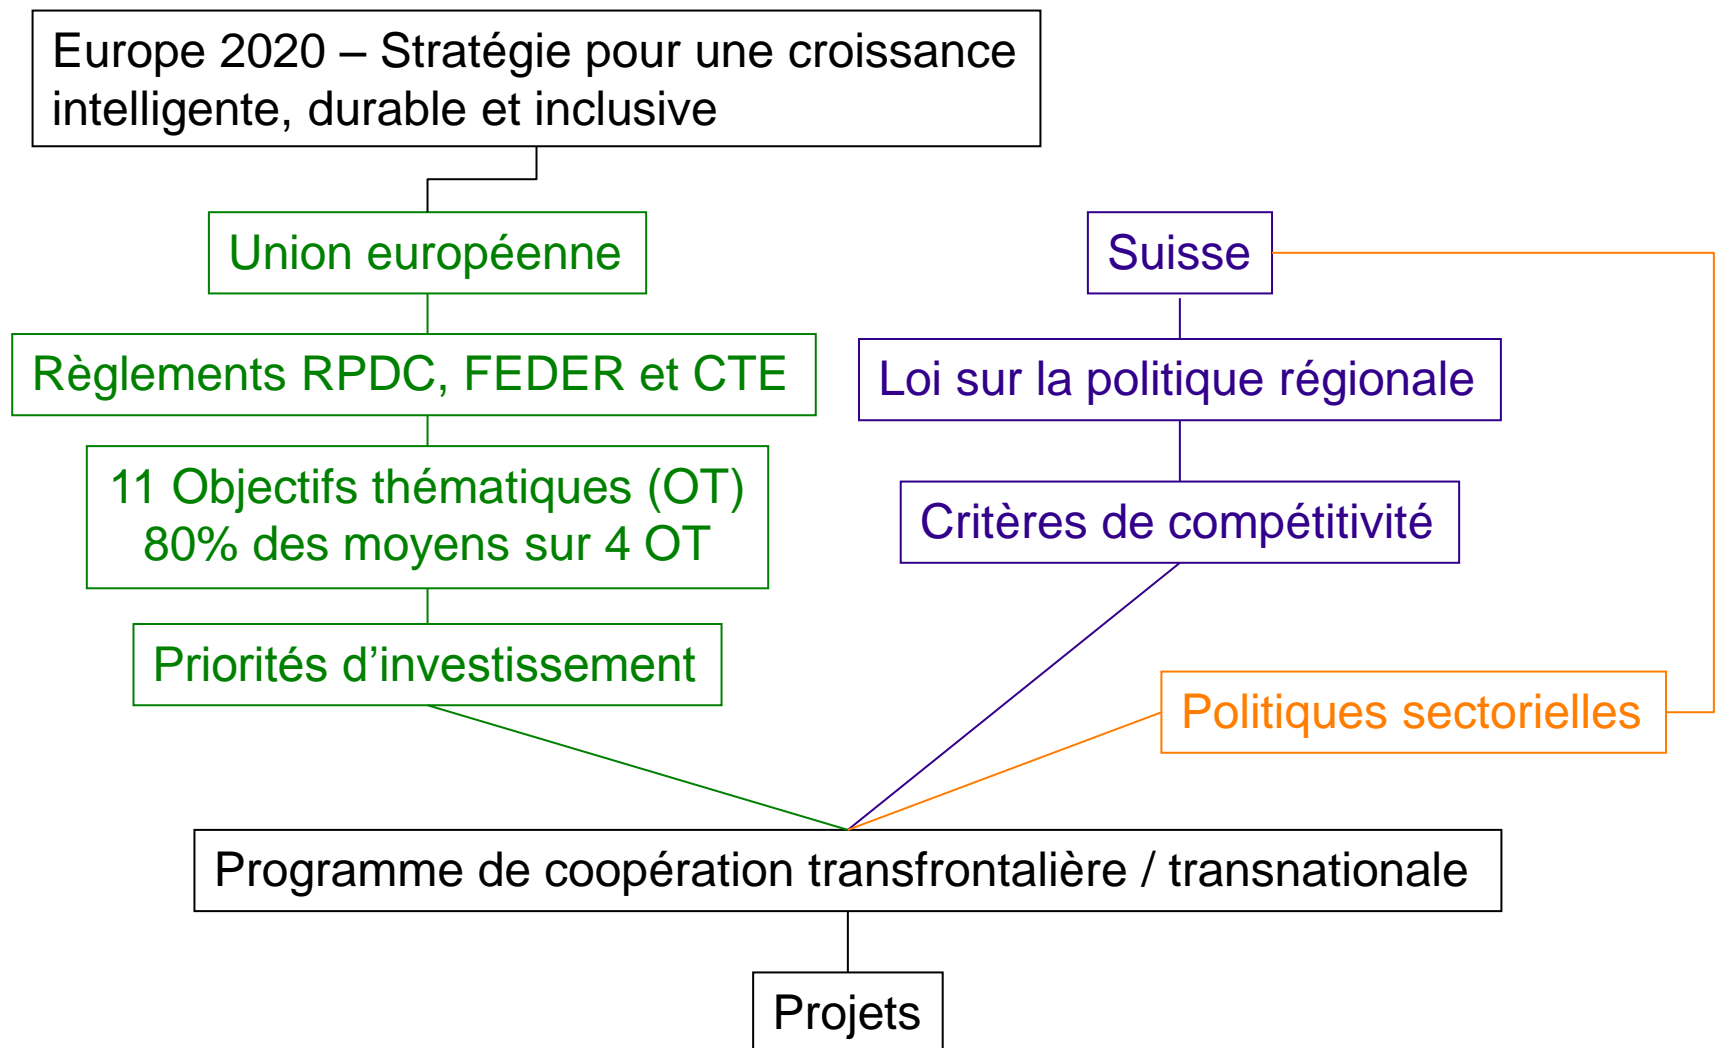 Europe 2020 – Stratégie pour une croissance
intelligente, durable et inclusive
Union européenne
Suisse
Règlements RPDC, FEDER et CTE
Loi sur la politique régionale
11 Objectifs thématiques (OT)
80% des moyens sur 4 OT
Critères de compétitivité
Priorités d’investissement
Politiques sectorielles
Programme de coopération transfrontalière / transnationale
Projets